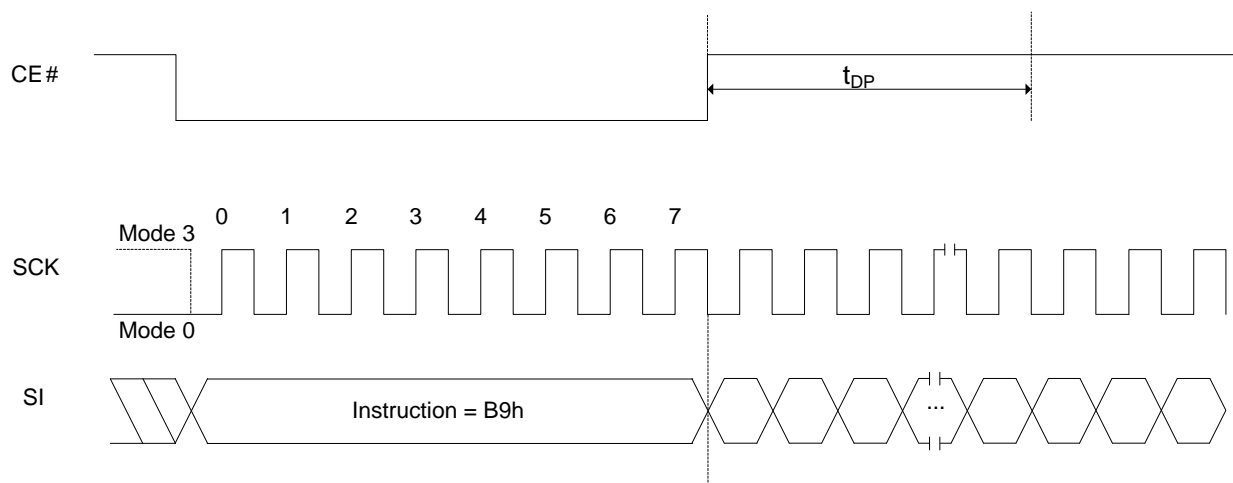 CE#
tDP
0 1 2 3 4 5 6 7
Mode 3
SCK
Mode 0
SI
Instruction = B9h
...